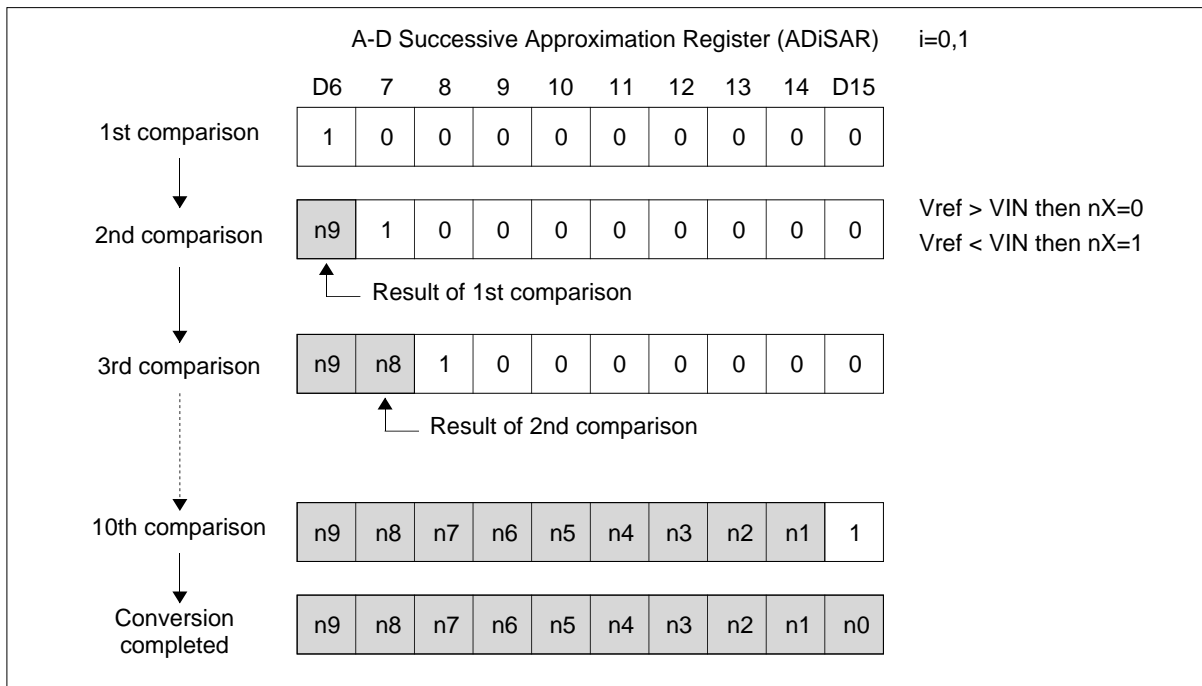 A-D Successive Approximation Register (ADiSAR) i=0,1
D6 7 8 9 10 11 12 13 14 D15
1st comparison 1 0 0 0 0 0 0 0 0 0
2nd comparison n9 1 0 0 0 0 0 0 0 0
Vref > VIN then nX=0
Vref < VIN then nX=1
Result of 1st comparison
3rd comparison n9 n8 1 0 0 0 0 0 0 0
Result of 2nd comparison
10th comparison n9 n8 n7 n6 n5 n4 n3 n2 n1 1
Conversion
completed
n9 n8 n7 n6 n5 n4 n3 n2 n1 n0